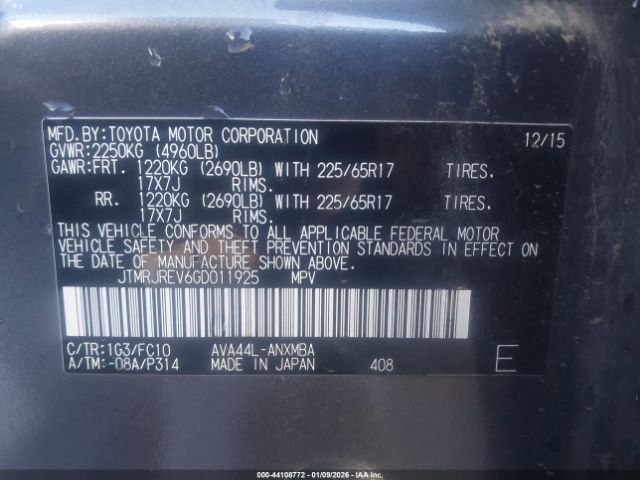 MFD.BY:TOYOTA MOTOR CORPORATION 12/15
GVWR:2250KG (4960LB)
GAWR:FRT. 1220KG (2690LB) WITH 225/65R17 TIRES.
17X7J RIMS.
RR. 1220KG (2690LB) WITH 225/65R17 TIRES.
17X7J RIMS.
THIS VEHICLE CONFORMS TO ALL APPLICABLE FEDERAL MOTOR
VEHICLE SAFETY AND THEFT PREVENTION STANDARDS IN EFFECT ON
THE DATE OF MANUFACTURE SHOWN ABOVE.
JTMRJREV6GD011925 MPV
C/TR:1G3/FC10 AVA44L-ANXMBA
A/TM:-08A/P314 MADE IN JAPAN 408 E
000-44108772 - 01/09/2026 - IAAI-PADE